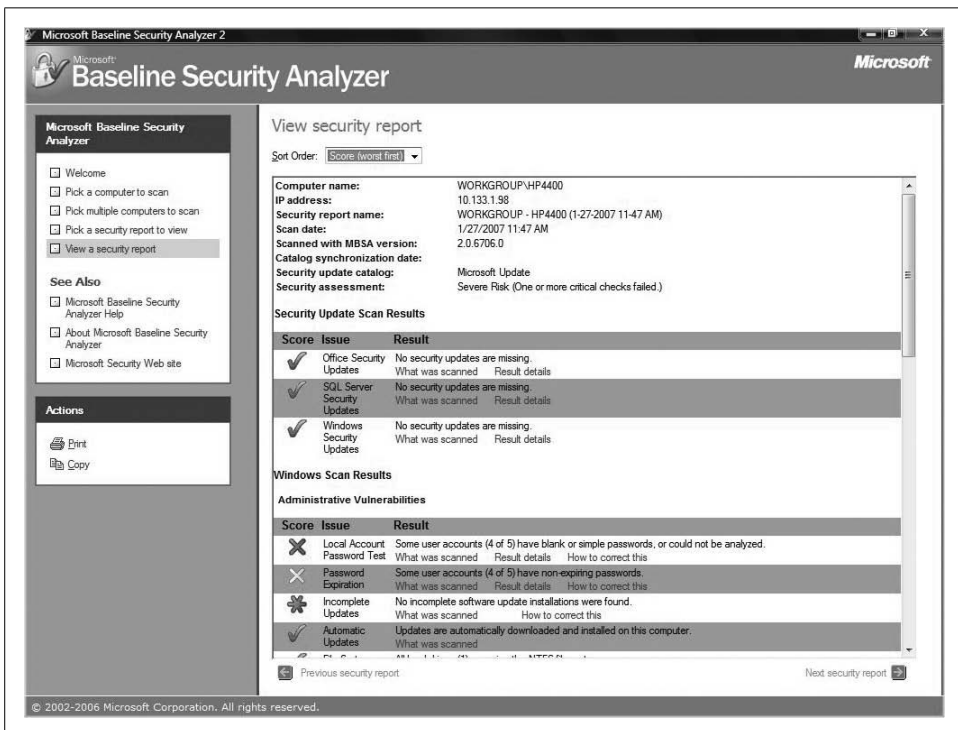 Microsoft Baseline Security Analyzer 2
Microsoft
Baseline Security Analyzer
Microsoft
Microsoft Baseline Security
Analyzer
Welcome
Pick a computer to scan
Pick multiple computers to scan
Pick a security report to view
View a security report
See Also
Microsoft Baseline Security
Analyzer Help
About Microsoft Baseline Security
Analyzer
Microsoft Security Web site
Actions
Print
Copy
View security report
Sort Order: Score (worst first)
Computer name: WORKGROUP\HP4400
IP address: 10.133.1.98
Security report name: WORKGROUP - HP4400 (1-27-2007 11-47 AM)
Scan date: 1/27/2007 11:47 AM
Scanned with MBSA version: 2.0.6706.0
Catalog synchronization date:
Security update catalog: Microsoft Update
Security assessment: Severe Risk (One or more critical checks failed.)
Security Update Scan Results
Score Issue Result
Office Security Updates No security updates are missing.
What was scanned Result details
SQL Server Security Updates No security updates are missing.
What was scanned Result details
Windows Security Updates No security updates are missing.
What was scanned Result details
Windows Scan Results
Administrative Vulnerabilities
Score Issue Result
Local Account Password Test Some user accounts (4 of 5) have blank or simple passwords, or could not be analyzed.
What was scanned Result details How to correct this
Password Expiration Some user accounts (4 of 5) have non-expiring passwords.
What was scanned Result details How to correct this
Incomplete Updates No incomplete software update installations were found.
What was scanned How to correct this
Automatic Updates Updates are automatically downloaded and installed on this computer.
What was scanned
Previous security report
Next security report
© 2002-2006 Microsoft Corporation. All rights reserved.